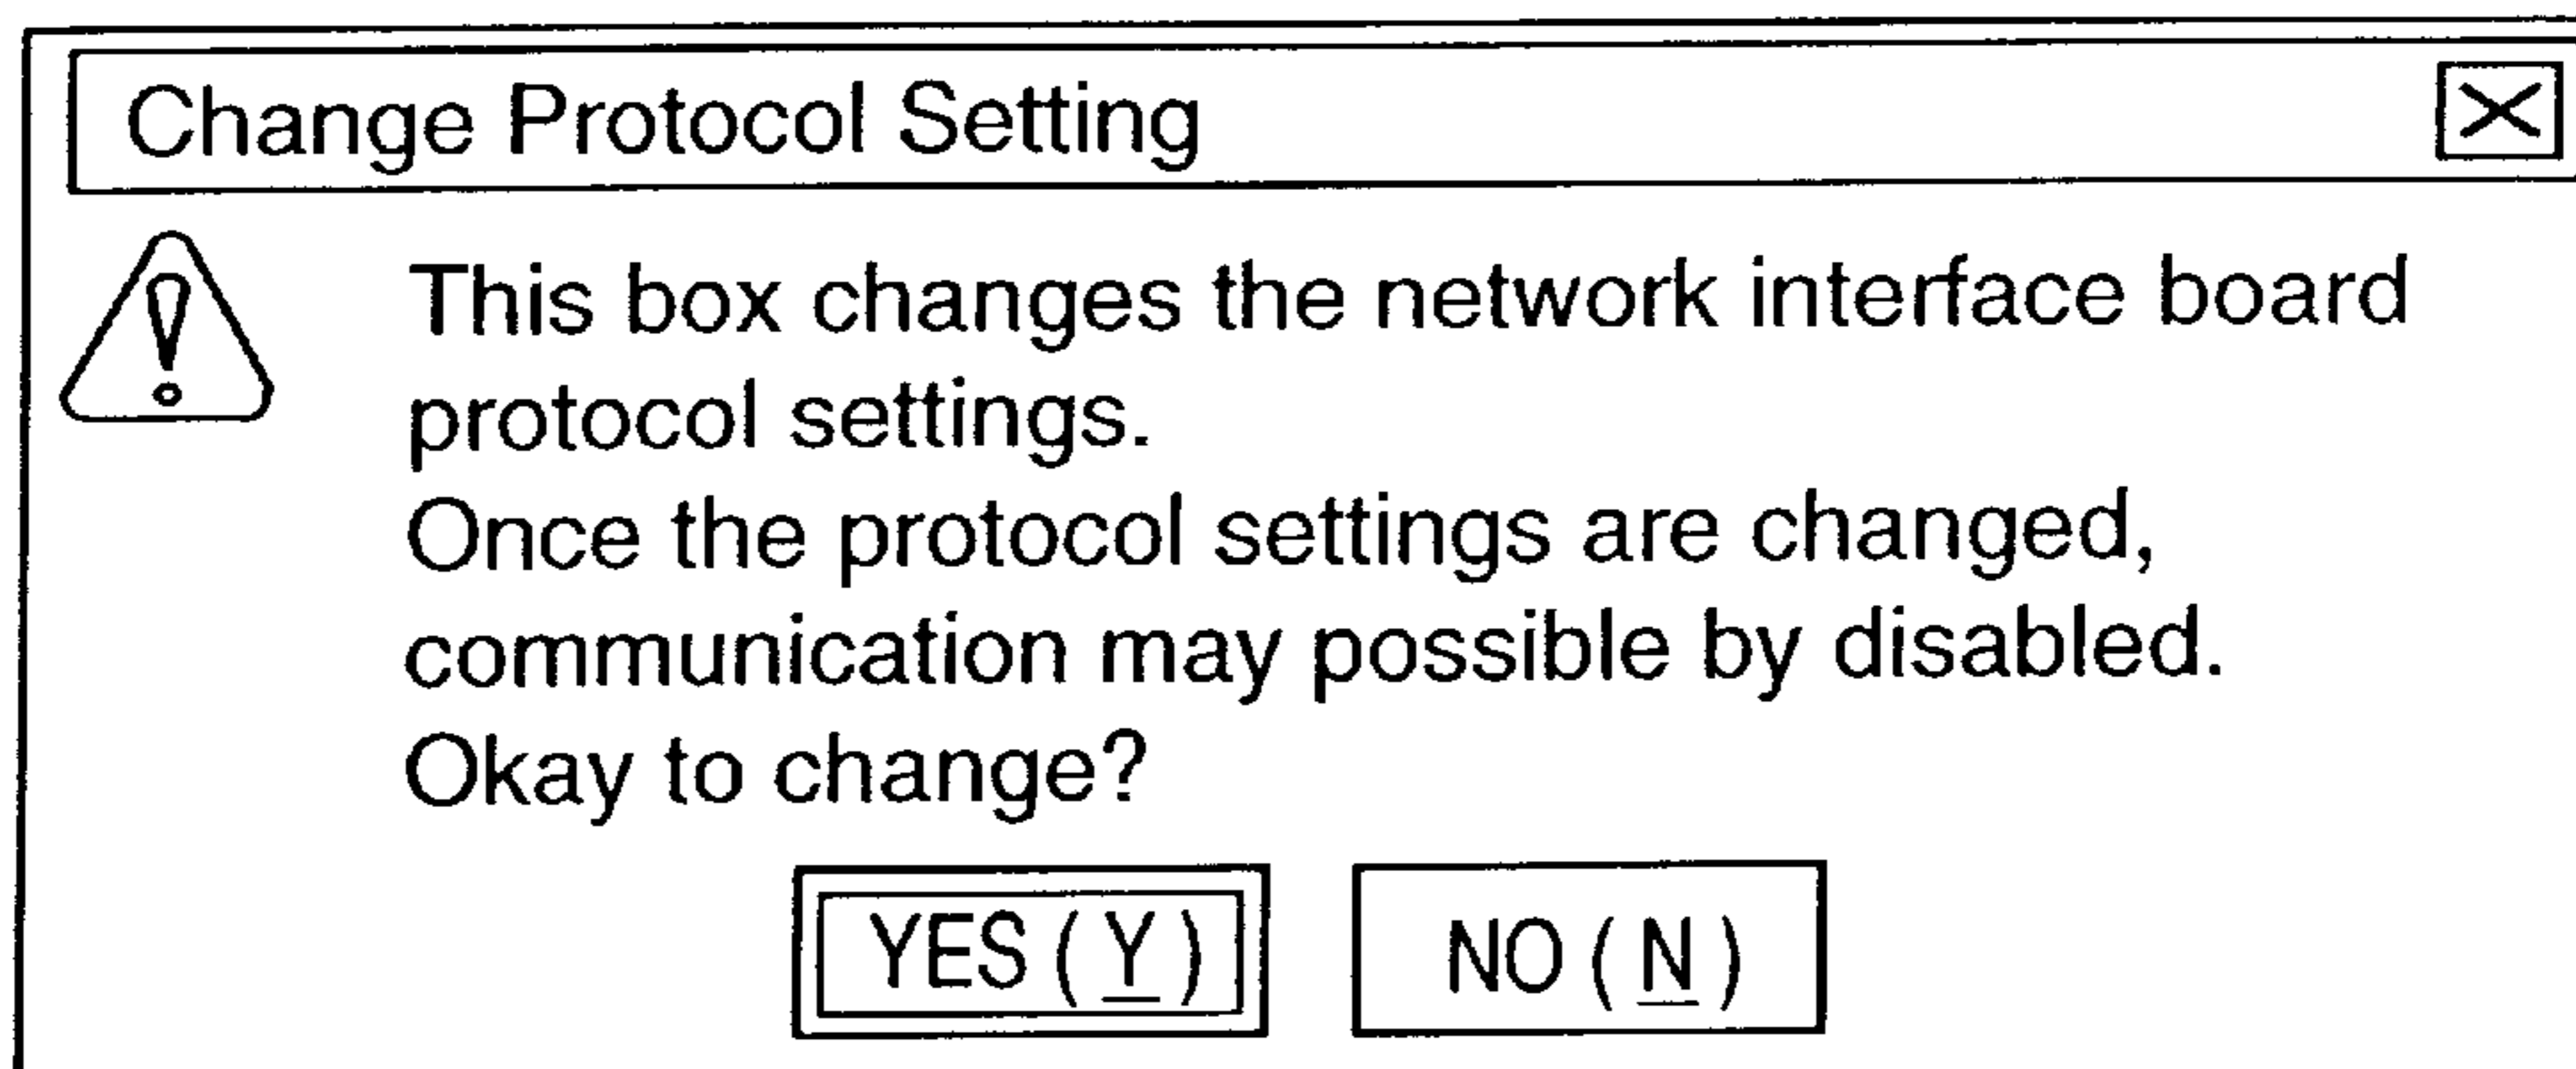 Change Protocol Setting
This box changes the network interface board
protocol settings.
Once the protocol settings are changed,
communication may possible by disabled.
Okay to change?
YES ( Y ) NO ( N )